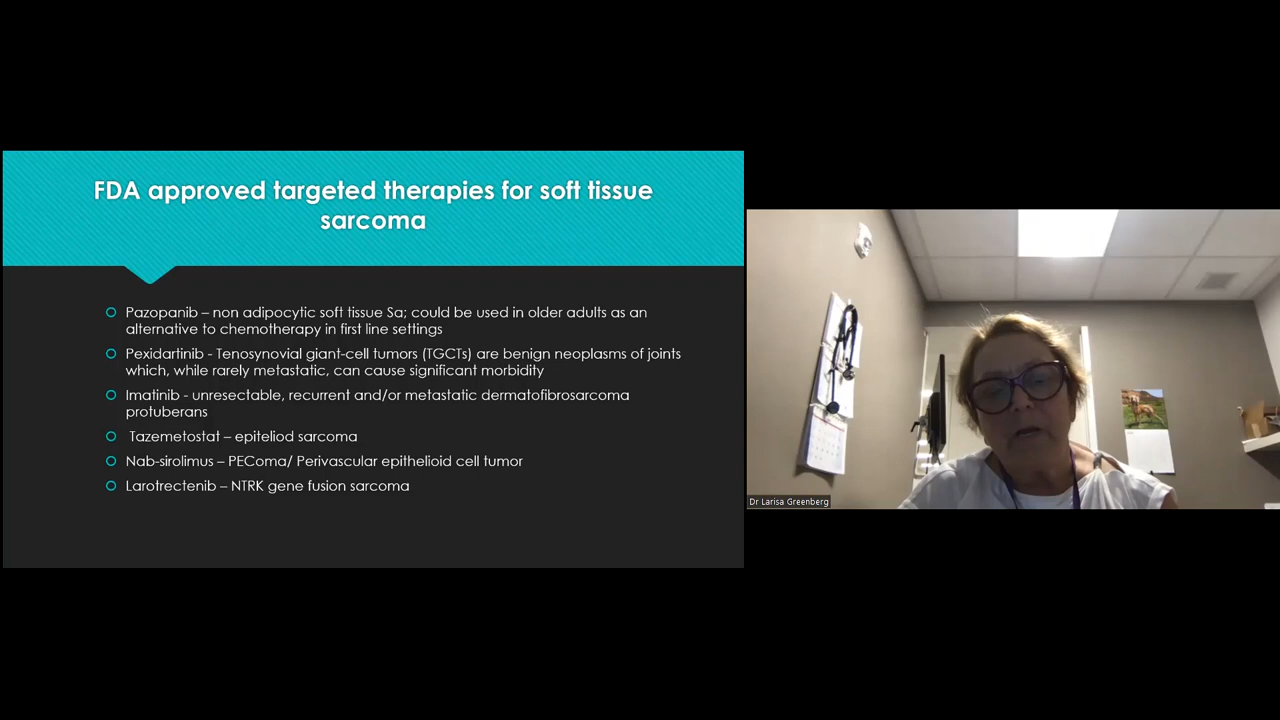 FDA approved targeted therapies for soft tissue
sarcoma
Pazopanib – non adipocytic soft tissue Sa; could be used in older adults as an
alternative to chemotherapy in first line settings
Pexidartinib - Tenosynovial giant-cell tumors (TGCTs) are benign neoplasms of joints
which, while rarely metastatic, can cause significant morbidity
Imatinib - unresectable, recurrent and/or metastatic dermatofibrosarcoma
protuberans
Tazemetostat – epiteliod sarcoma
Nab-sirolimus – PEComa/ Perivascular epithelioid cell tumor
Larotrectenib – NTRK gene fusion sarcoma
Dr Larisa Greenberg